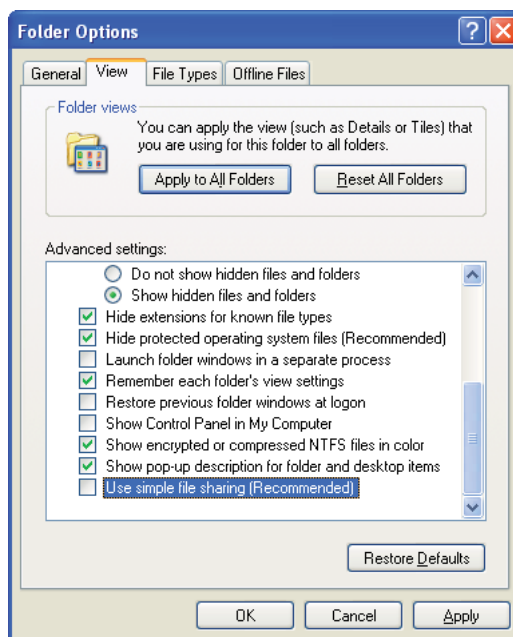 Folder Options
General View File Types Offline Files
Folder views
You can apply the view (such as Details or Tiles) that
you are using for this folder to all folders.
Apply to All Folders Reset All Folders
Advanced settings:
Do not show hidden files and folders
Show hidden files and folders
Hide extensions for known file types
Hide protected operating system files (Recommended)
Launch folder windows in a separate process
Remember each folder's view settings
Restore previous folder windows at logon
Show Control Panel in My Computer
Show encrypted or compressed NTFS files in color
Show pop-up description for folder and desktop items
Use simple file sharing (Recommended)
Restore Defaults
OK Cancel Apply